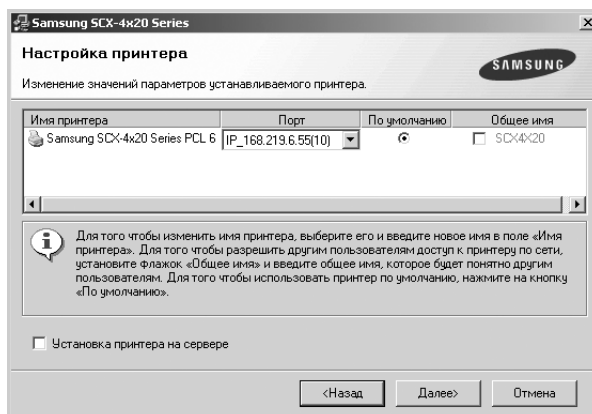 Samsung SCX-4x20 Series
Настройка принтера
SAMSUNG
Изменение значений параметров устанавливаемого принтера.
Имя принтера Порт По умолчанию Общее имя
Samsung SCX-4x20 Series PCL 6 IP_168.219.6.55(10) SCX4X20
Для того чтобы изменить имя принтера, выберите его и введите новое имя в поле «Имя
принтера». Для того чтобы разрешить другим пользователям доступ к принтеру по сети,
установите флажок «Общее имя» и введите общее имя, которое будет понятно другим
пользователям. Для того чтобы использовать принтер по умолчанию, нажмите на кнопку
«По умолчанию».
Установка принтера на сервере
<Назад Далее> Отмена